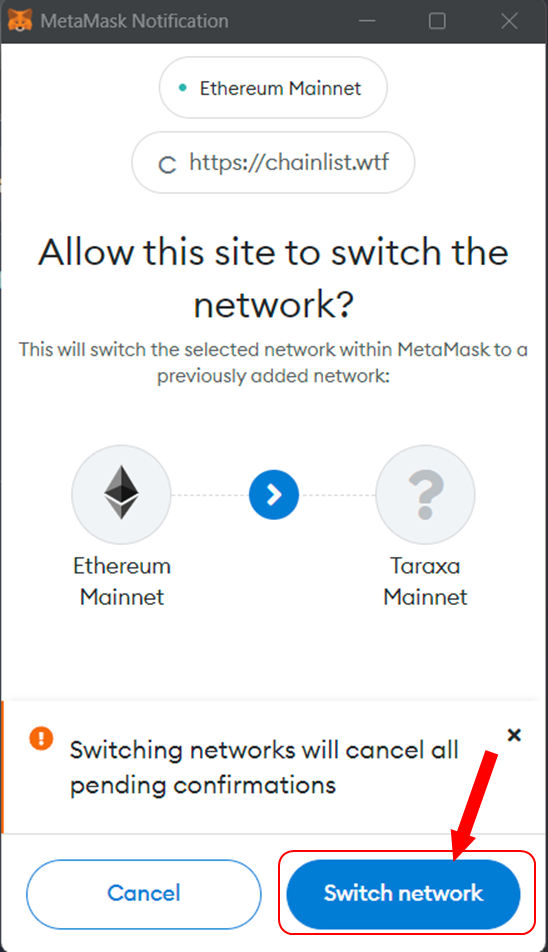 MetaMask Notification
Ethereum Mainnet
C https://chainlist.wtf
Allow this site to switch the
network?
This will switch the selected network within MetaMask to a
previously added network:
?
Ethereum
Mainnet
Taraxa
Mainnet
Switching networks will cancel all
pending confirmations
Cancel
Switch network